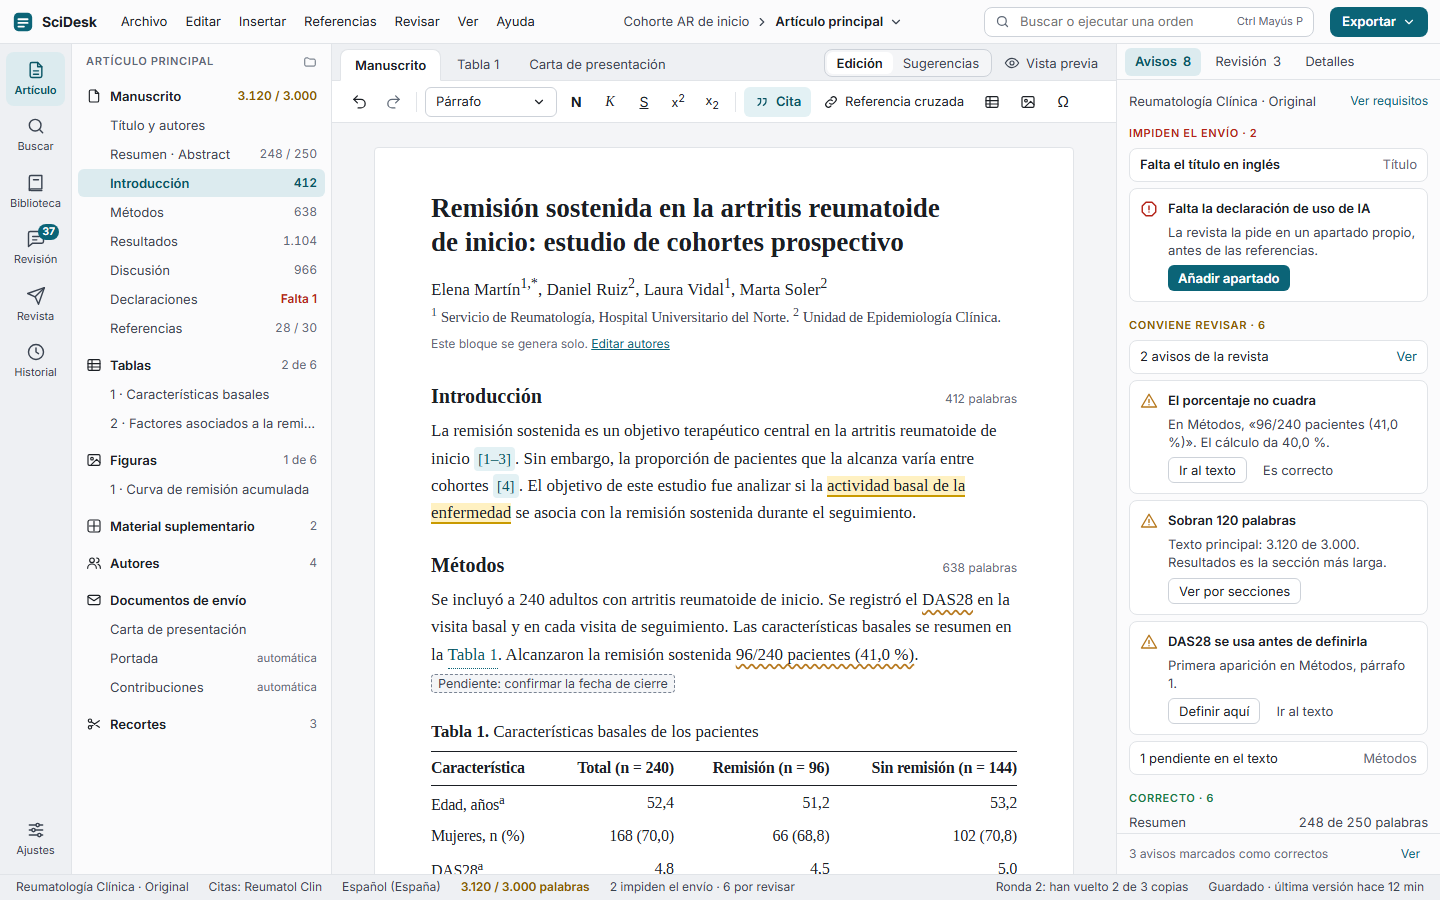 SciDesk
Archivo Editar Insertar Referencias Revisar Ver Ayuda
Cohorte AR de inicio > Artículo principal
Buscar o ejecutar una orden Ctrl Mayús P
Exportar
Artículo
Buscar
Biblioteca
37
Revisión
Revista
Historial
Ajustes
ARTÍCULO PRINCIPAL
Manuscrito 3.120 / 3.000
Título y autores
Resumen · Abstract 248 / 250
Introducción 412
Métodos 638
Resultados 1.104
Discusión 966
Declaraciones Falta 1
Referencias 28 / 30
Tablas 2 de 6
1 · Características basales
2 · Factores asociados a la remi...
Figuras 1 de 6
1 · Curva de remisión acumulada
Material suplementario 2
Autores 4
Documentos de envío
Carta de presentación
Portada automática
Contribuciones automática
Recortes 3
Manuscrito Tabla 1 Carta de presentación
Edición Sugerencias Vista previa
Párrafo N K S x2 x2 Cita Referencia cruzada Ω
Remisión sostenida en la artritis reumatoide
de inicio: estudio de cohortes prospectivo
Elena Martín1,*, Daniel Ruiz2, Laura Vidal1, Marta Soler2
1 Servicio de Reumatología, Hospital Universitario del Norte. 2 Unidad de Epidemiología Clínica.
Este bloque se genera solo. Editar autores
Introducción 412 palabras
La remisión sostenida es un objetivo terapéutico central en la artritis reumatoide de
inicio [1–3]. Sin embargo, la proporción de pacientes que la alcanza varía entre
cohortes [4]. El objetivo de este estudio fue analizar si la actividad basal de la
enfermedad se asocia con la remisión sostenida durante el seguimiento.
Métodos 638 palabras
Se incluyó a 240 adultos con artritis reumatoide de inicio. Se registró el DAS28 en la
visita basal y en cada visita de seguimiento. Las características basales se resumen en
la Tabla 1. Alcanzaron la remisión sostenida 96/240 pacientes (41,0 %).
Pendiente: confirmar la fecha de cierre
Tabla 1. Características basales de los pacientes
Característica Total (n = 240) Remisión (n = 96) Sin remisión (n = 144)
Edad, añosa 52,4 51,2 53,2
Mujeres, n (%) 168 (70,0) 66 (68,8) 102 (70,8)
DAS28a 4,8 4,5 5,0
Avisos 8 Revisión 3 Detalles
Reumatología Clínica · Original Ver requisitos
IMPIDEN EL ENVÍO · 2
Falta el título en inglés Título
Falta la declaración de uso de IA
La revista la pide en un apartado propio,
antes de las referencias.
Añadir apartado
CONVIENE REVISAR · 6
2 avisos de la revista Ver
El porcentaje no cuadra
En Métodos, «96/240 pacientes (41,0
%)». El cálculo da 40,0 %.
Ir al texto Es correcto
Sobran 120 palabras
Texto principal: 3.120 de 3.000.
Resultados es la sección más larga.
Ver por secciones
DAS28 se usa antes de definirla
Primera aparición en Métodos, párrafo
1.
Definir aquí Ir al texto
1 pendiente en el texto Métodos
CORRECTO · 6
Resumen 248 de 250 palabras
3 avisos marcados como correctos Ver
Reumatología Clínica · Original Citas: Reumatol Clin Español (España) 3.120 / 3.000 palabras 2 impiden el envío · 6 por revisar Ronda 2: han vuelto 2 de 3 copias Guardado · última versión hace 12 min